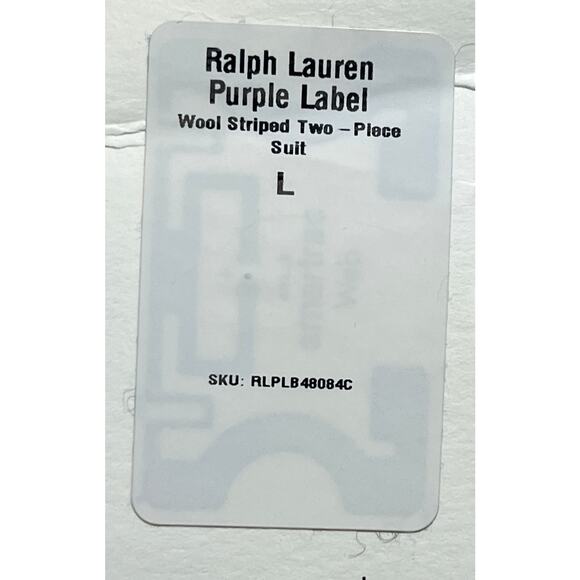 Ralph Lauren
Purple Label
Wool Striped Two – Piece
Suit
L
SKU: RLPLB48084C